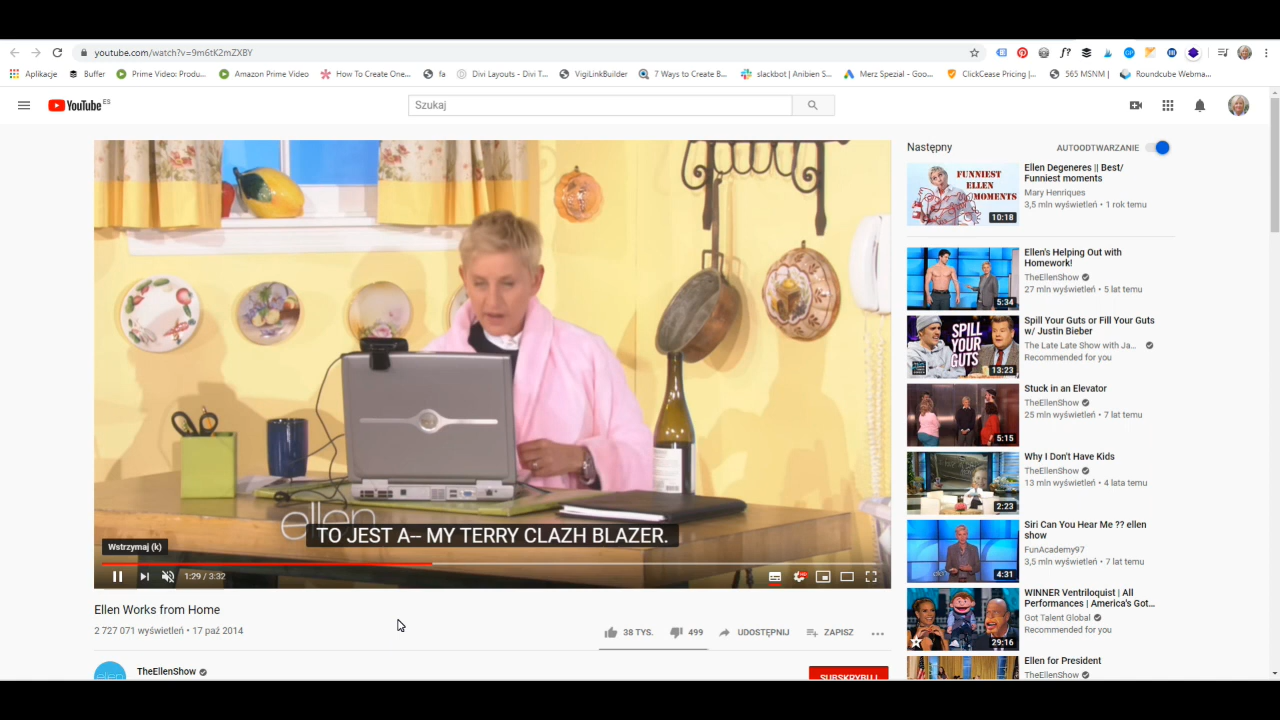 youtube.com/watch?v=9m6tK2mZXBY
Aplikacje
Buffer
Prime Video: Produ...
Amazon Prime Video
How To Create One...
fa
Divi Layouts - Divi T...
VigiLinkBuilder
7 Ways to Create B...
slackbot | Anibien S...
Merz Spezial - Goo...
ClickCease Pricing |...
565 MSNM |
Roundcube Webma...
YouTube ES
Szukaj
ellen
TO JEST A-- MY TERRY CLAZH BLAZER.
Wstrzymaj (k)
1:29 / 3:32
Ellen Works from Home
2 727 071 wyświetleń • 17 paź 2014
38 TYS.
499
UDOSTĘPNIJ
ZAPISZ
TheEllenShow
SUBSKRYBUJ
Następny
AUTOODTWARZANIE
FUNNIEST
ELLEN
MOMENTS
10:18
Ellen Degeneres || Best/
Funniest moments
Mary Henriques
3,5 mln wyświetleń • 1 rok temu
5:34
Ellen's Helping Out with
Homework!
TheEllenShow
27 mln wyświetleń • 5 lat temu
SPILL
YOUR
GUTS
13:23
Spill Your Guts or Fill Your Guts
w/ Justin Bieber
The Late Late Show with Ja...
Recommended for you
5:15
Stuck in an Elevator
TheEllenShow
25 mln wyświetleń • 7 lat temu
2:23
Why I Don't Have Kids
TheEllenShow
13 mln wyświetleń • 4 lata temu
4:31
Siri Can You Hear Me ?? ellen
show
FunAcademy97
3,5 mln wyświetleń • 7 lat temu
29:16
WINNER Ventriloquist | All
Performances | America's Got...
Got Talent Global
Recommended for you
Ellen for President
TheEllenShow